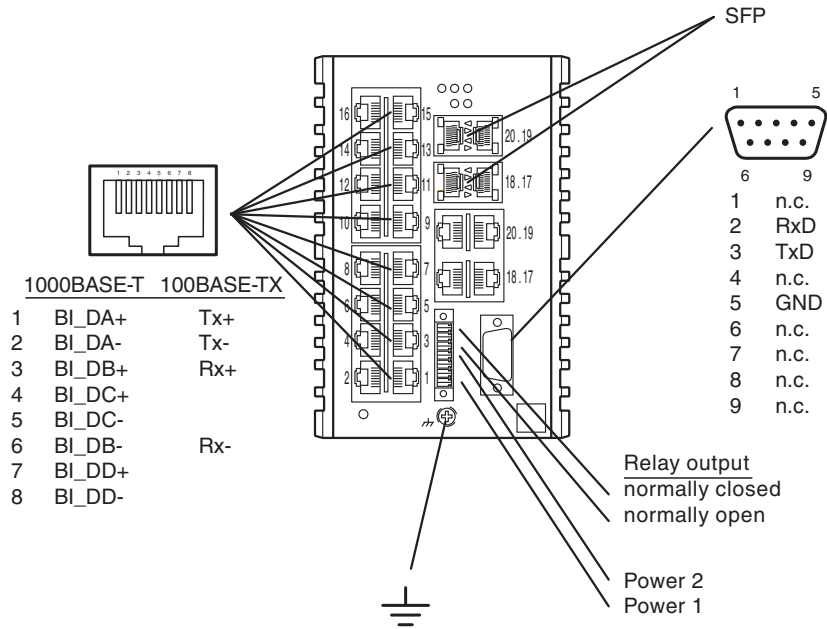 SFP
1 5
6 9
1 n.c.
2 RxD
3 TxD
4 n.c.
5 GND
6 n.c.
7 n.c.
8 n.c.
9 n.c.
16 15
14 13
12 11
10 9
8 7
6 5
4 3
2 1
20.19
18.17
20.19
18.17
1 2 3 4 5 6 7 8
1000BASE-T 100BASE-TX
1 BI_DA+ Tx+
2 BI_DA- Tx-
3 BI_DB+ Rx+
4 BI_DC+
5 BI_DC-
6 BI_DB- Rx-
7 BI_DD+
8 BI_DD-
Relay output
normally closed
normally open
Power 2
Power 1